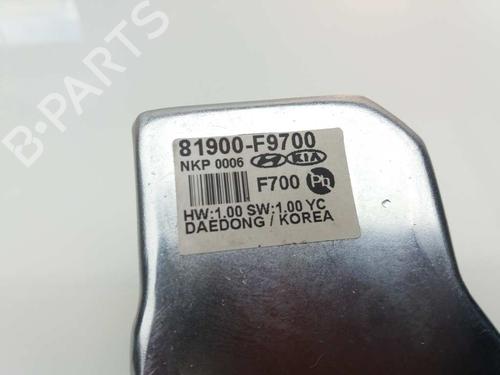 81900-F9700
NKP 0006 KIA
F700 Pb
HW:1.00 SW:1.00 YC
DAEDONG / KOREA
B-PARTS